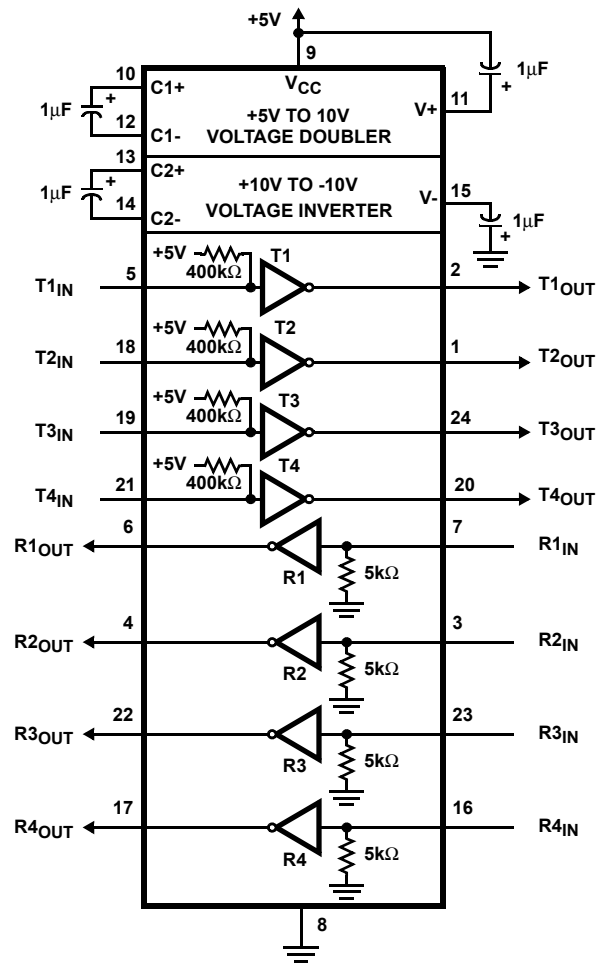 +5V
9
10
C1+
VCC
1µF
+
1µF
+
11
V+
+5V TO 10V
VOLTAGE DOUBLER
12
C1-
13
C2+
1µF
+
+10V TO -10V
VOLTAGE INVERTER
15
V-
1µF
+
14
C2-
+5V
400kΩ
T1
T1IN
5
2
T1OUT
+5V
400kΩ
T2
T2IN
18
1
T2OUT
+5V
400kΩ
T3
T3IN
19
24
T3OUT
+5V
400kΩ
T4
T4IN
21
20
T4OUT
R1OUT
6
7
R1IN
R1
5kΩ
R2OUT
4
3
R2IN
R2
5kΩ
R3OUT
22
23
R3IN
R3
5kΩ
R4OUT
17
16
R4IN
R4
5kΩ
8